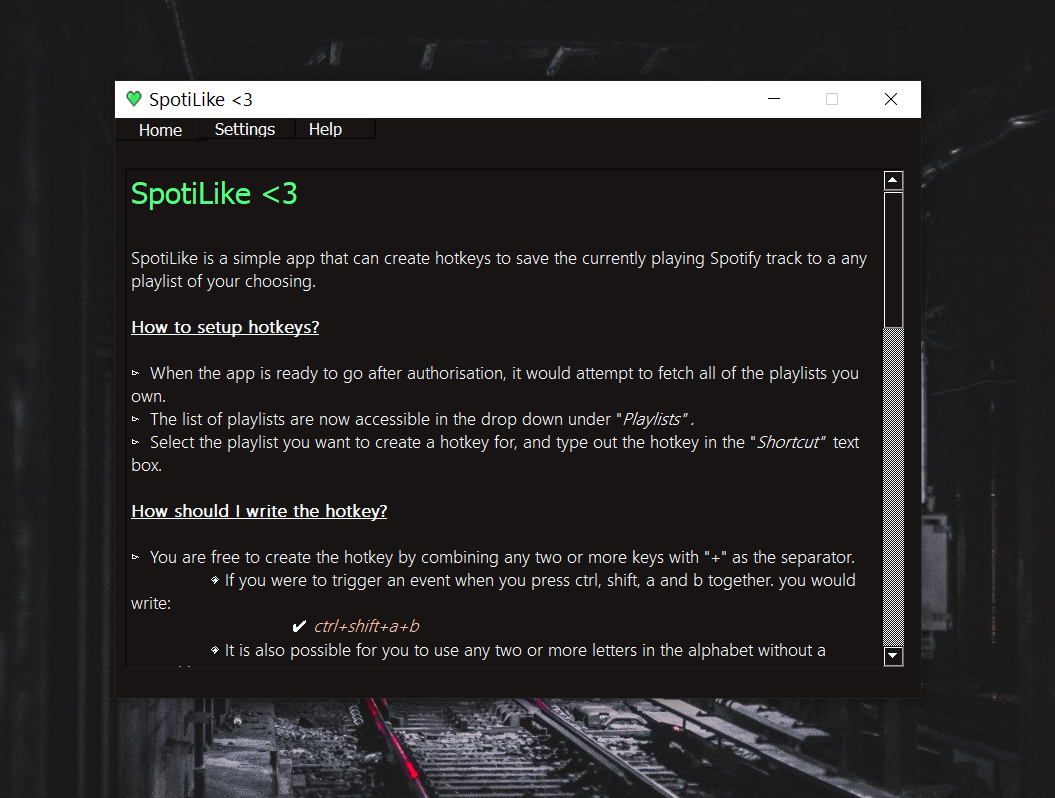 SpotiLike <3
Home Settings Help
SpotiLike <3
SpotiLike is a simple app that can create hotkeys to save the currently playing Spotify track to a any
playlist of your choosing.
How to setup hotkeys?
▻ When the app is ready to go after authorisation, it would attempt to fetch all of the playlists you
own.
▻ The list of playlists are now accessible in the drop down under "Playlists".
▻ Select the playlist you want to create a hotkey for, and type out the hotkey in the "Shortcut" text
box.
How should I write the hotkey?
▻ You are free to create the hotkey by combining any two or more keys with "+" as the separator.
If you were to trigger an event when you press ctrl, shift, a and b together. you would
write:
✔ ctrl+shift+a+b
It is also possible for you to use any two or more letters in the alphabet without a